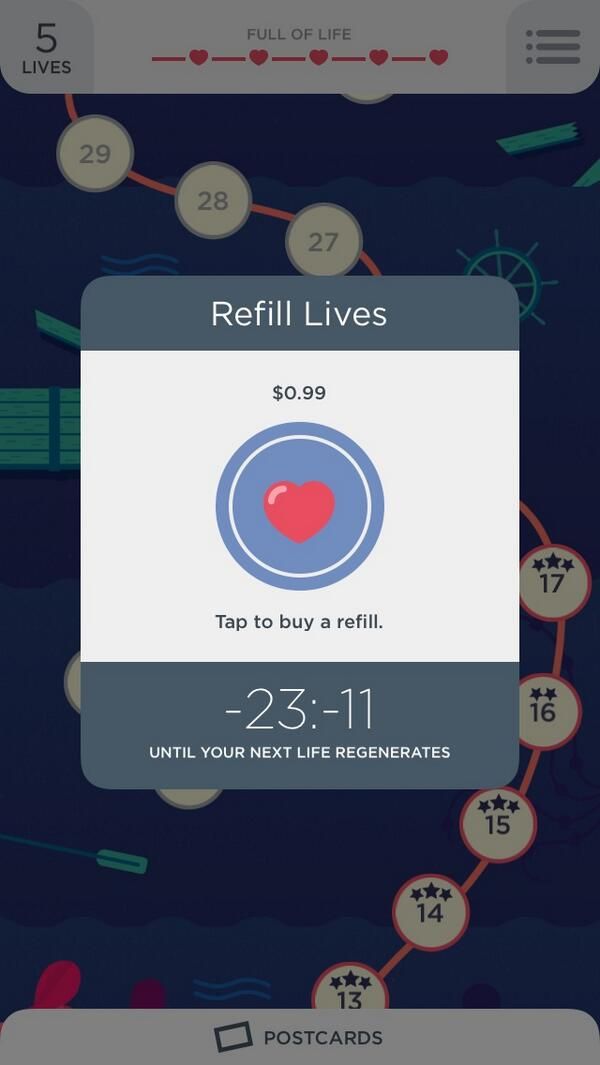 5
LIVES
FULL OF LIFE
29
28
27
Refill Lives
$0.99
Tap to buy a refill.
-23:-11
UNTIL YOUR NEXT LIFE REGENERATES
17
16
15
14
13
POSTCARDS